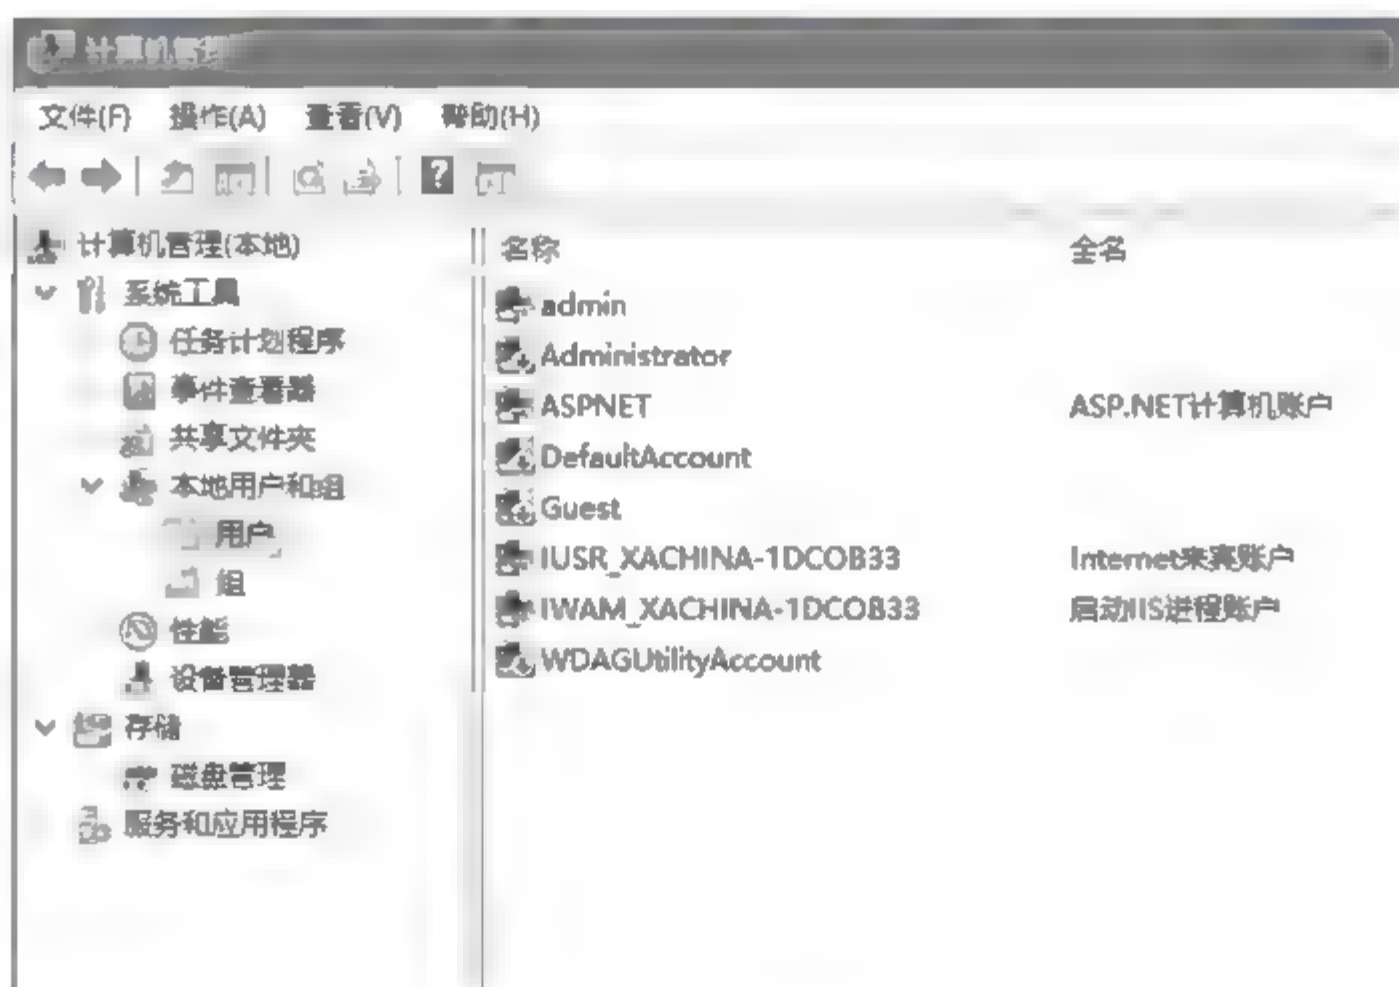 计算机管理
文件(F) 操作(A) 查看(V) 帮助(H)
计算机管理(本地)
系统工具
任务计划程序
事件查看器
共享文件夹
本地用户和组
用户
组
性能
设备管理器
存储
磁盘管理
服务和应用程序
名称 全名
admin
Administrator
ASPNET ASP.NET计算机账户
DefaultAccount
Guest
IUSR_XACHINA-1DCOB33 Internet来宾账户
IWAM_XACHINA-1DCOB33 启动IIS进程账户
WDAGUtilityAccount